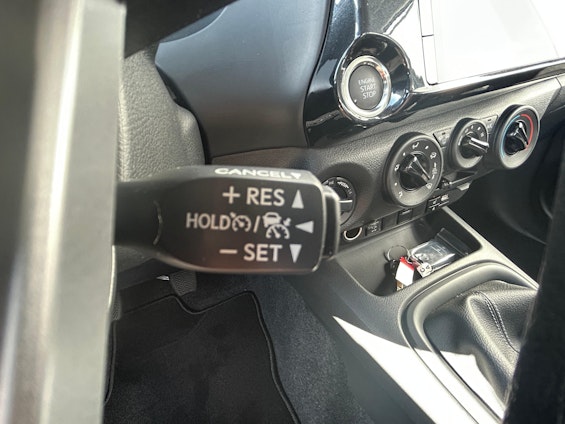 ENGINE
START
STOP
CANCEL
+ RES
HOLD /
- SET